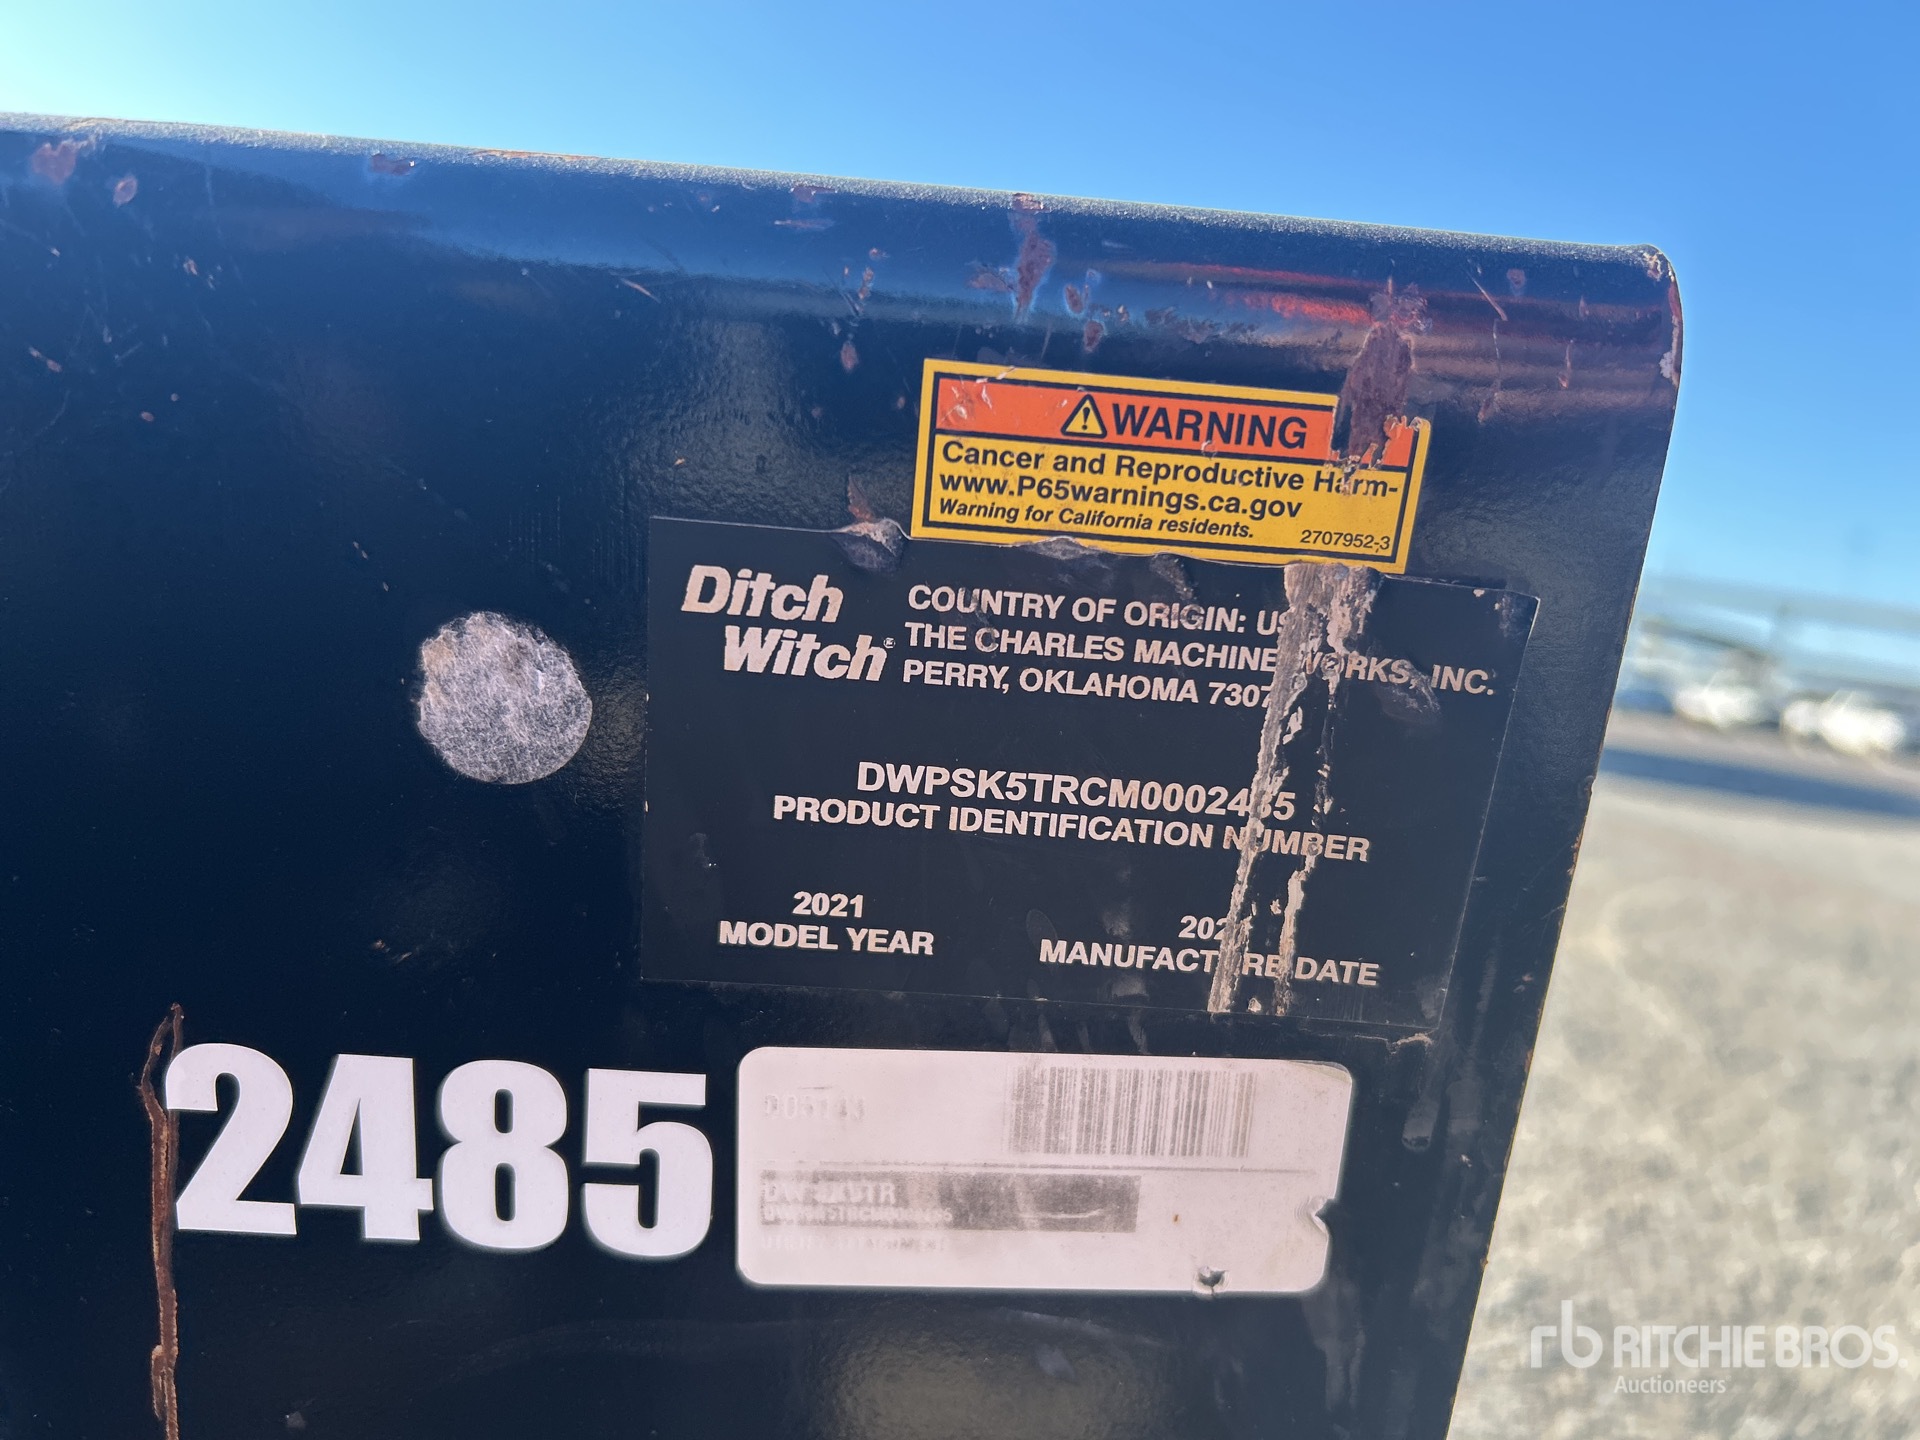 WARNING
Cancer and Reproductive Harm-
www.P65warnings.ca.gov
Warning for California residents.
2707952-3
Ditch
Witch®
COUNTRY OF ORIGIN:
THE CHARLES MACHINE WORKS, INC.
PERRY, OKLAHOMA
DWPSK5TRCM0002485
PRODUCT IDENTIFICATION NUMBER
2021
MODEL YEAR
MANUFACTURE DATE
2485
rb RITCHIE BROS.
Auctioneers